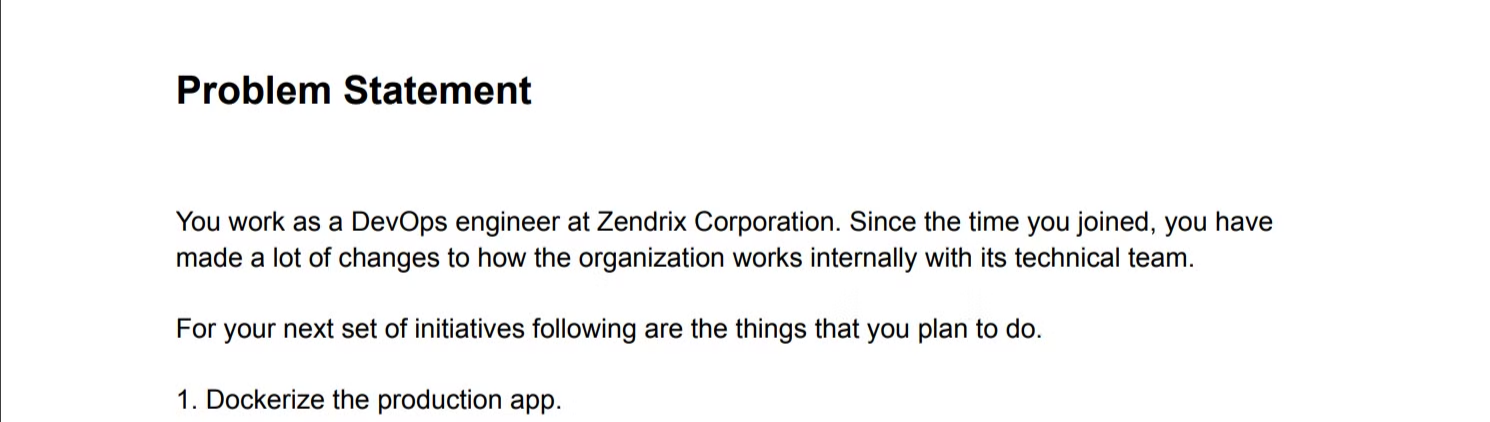 Problem Statement
You work as a DevOps engineer at Zendrix Corporation. Since the time you joined, you have
made a lot of changes to how the organization works internally with its technical team.
For your next set of initiatives following are the things that you plan to do.
1. Dockerize the production app.